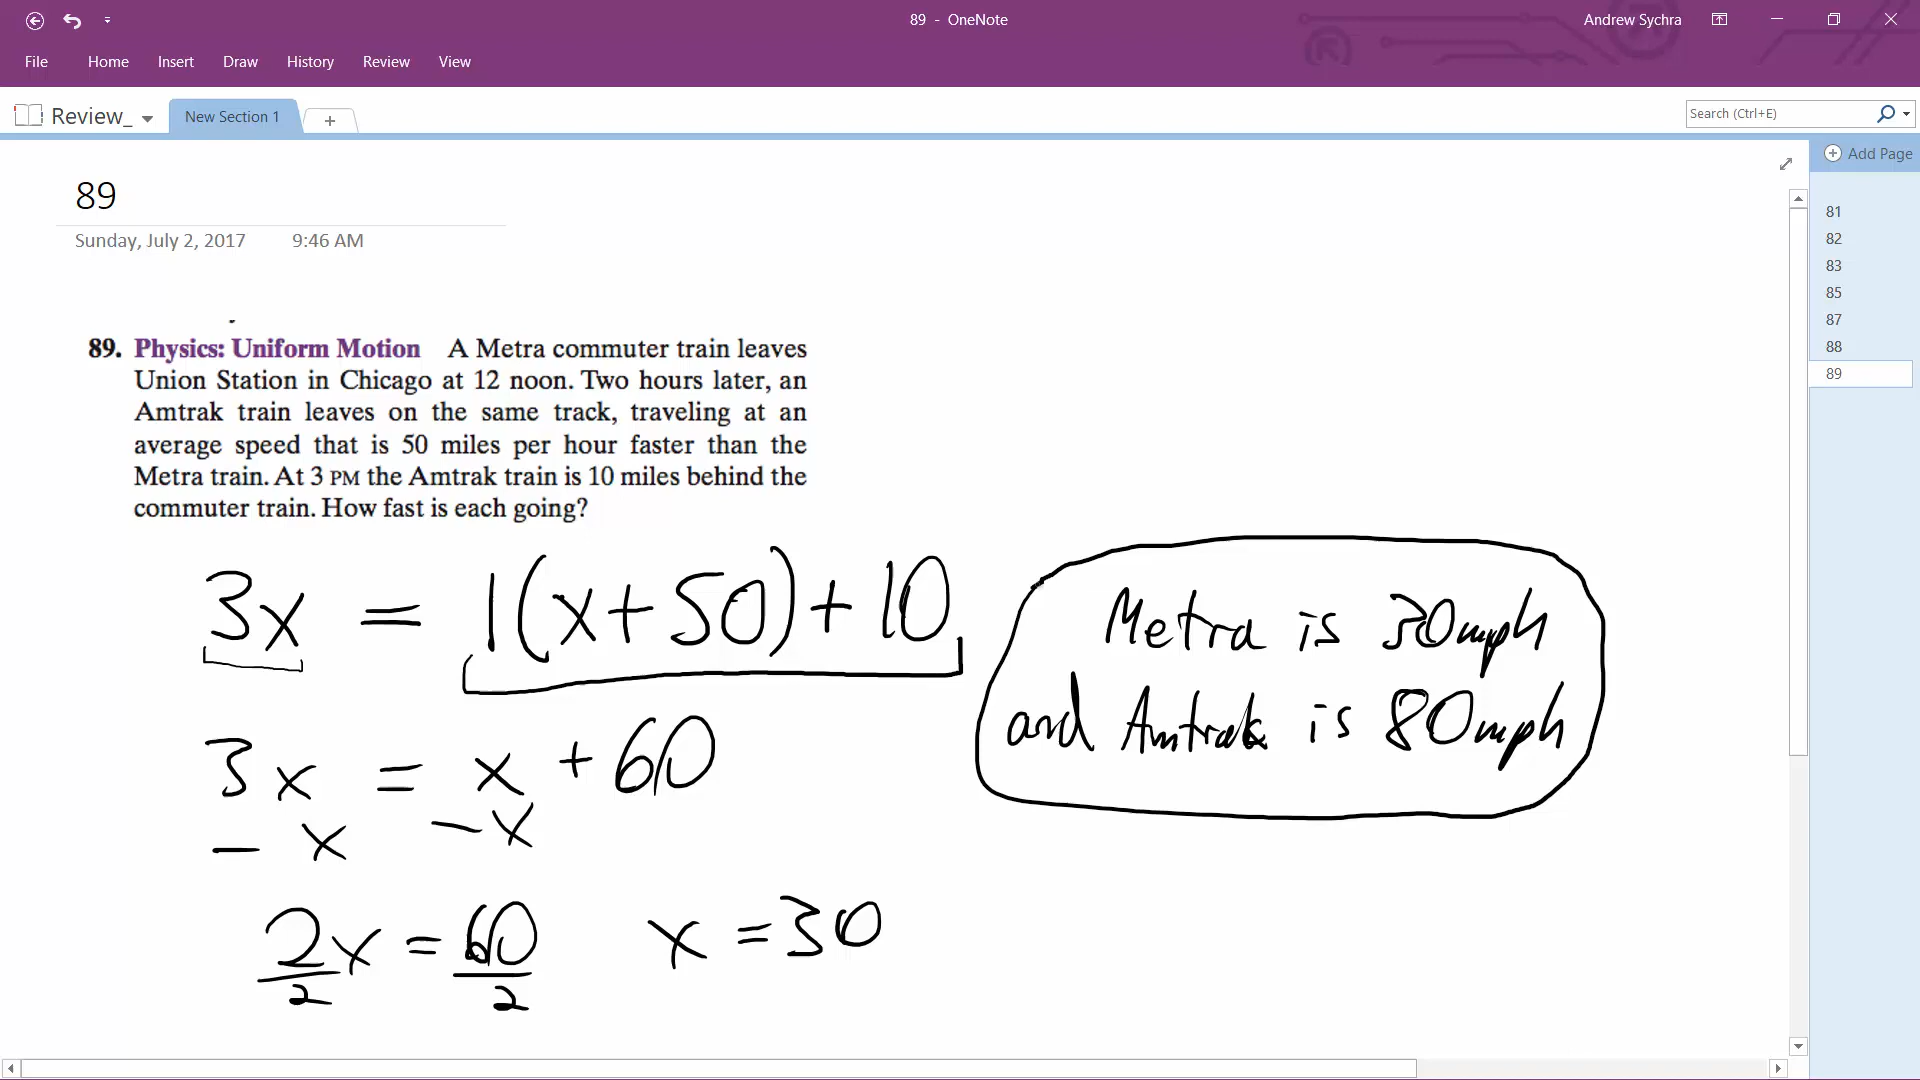 89 - OneNote
Andrew Sychra
File Home Insert Draw History Review View
Review_
New Section 1
+
Search (Ctrl+E)
Add Page
81
82
83
85
87
88
89
89
Sunday, July 2, 2017 9:46 AM
89. Physics: Uniform Motion A Metra commuter train leaves
Union Station in Chicago at 12 noon. Two hours later, an
Amtrak train leaves on the same track, traveling at an
average speed that is 50 miles per hour faster than the
Metra train. At 3 PM the Amtrak train is 10 miles behind the
commuter train. How fast is each going?
3x = 1(x+50)+10
3x = x + 60
- x -x
2x = 60
2 2
x = 30
Metra is 30mph
and Amtrak is 80mph